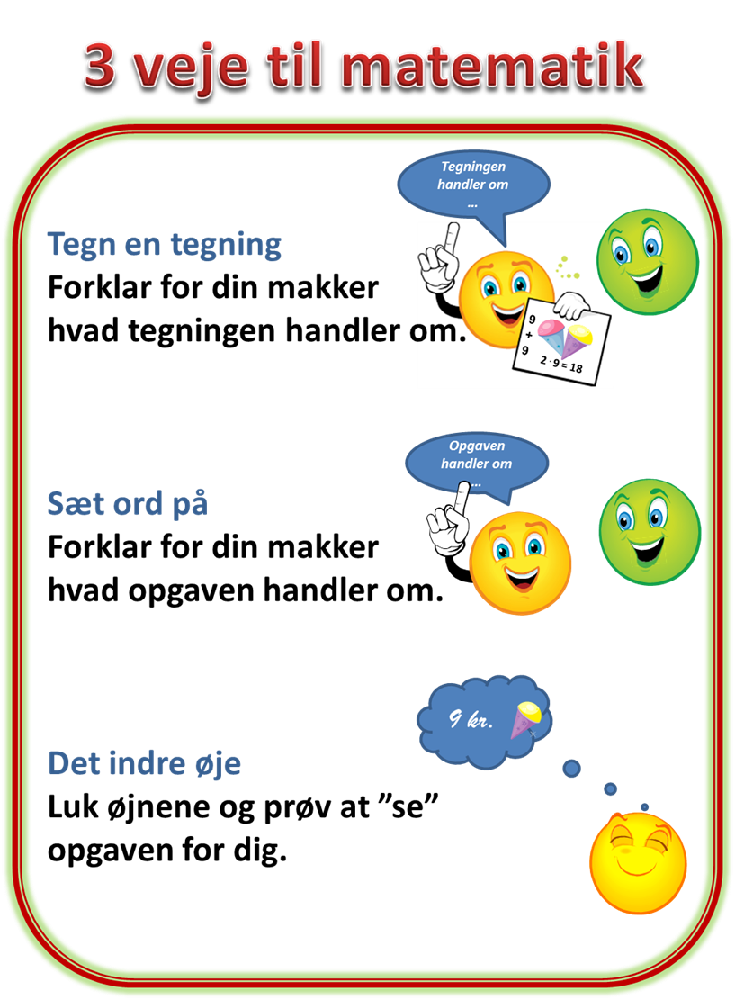 3 veje til matematik
Tegningen
handler om
...
Tegn en tegning
Forklar for din makker
hvad tegningen handler om.
9
+
9
2 · 9 = 18
Opgaven
handler om
...
Sæt ord på
Forklar for din makker
hvad opgaven handler om.
9 kr.
Det indre øje
Luk øjnene og prøv at ”se”
opgaven for dig.